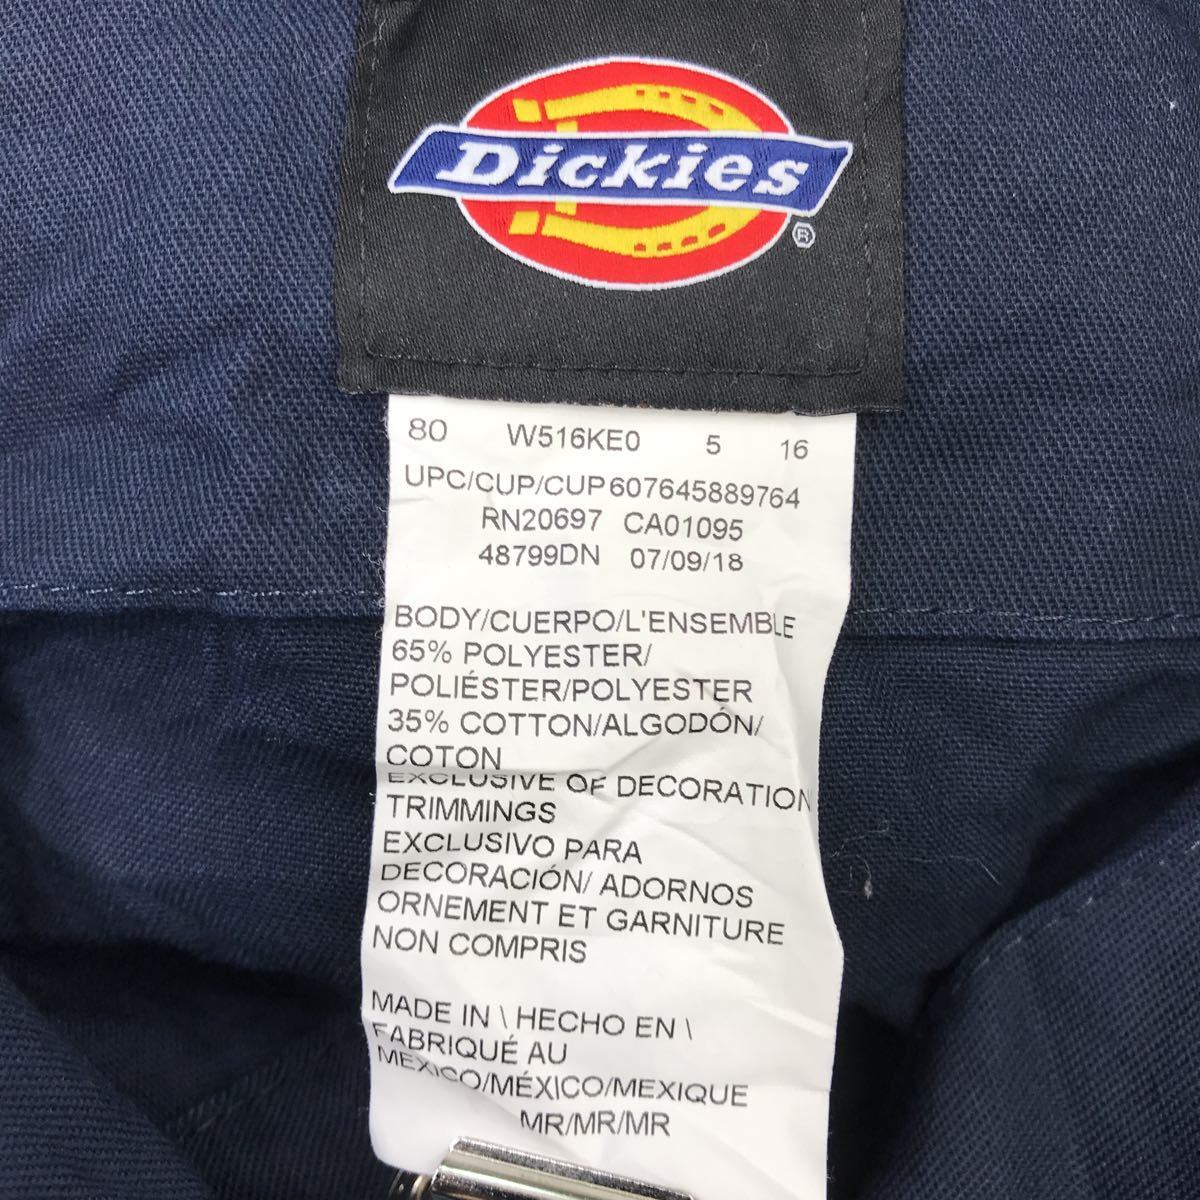 Dickies
®
80 W516KE0 5 16
UPC/CUP/CUP 607645889764
RN20697 CA01095
48799DN 07/09/18
BODY/CUERPO/L'ENSEMBLE
65% POLYESTER/
POLIÉSTER/POLYESTER
35% COTTON/ALGODÓN/
COTON
EXCLUSIVE OF DECORATION
TRIMMINGS
EXCLUSIVO PARA
DECORACIÓN/ ADORNOS
ORNEMENT ET GARNITURE
NON COMPRIS
MADE IN \ HECHO EN \
FABRIQUÉ AU
MEXICO/MÉXICO/MEXIQUE
MR/MR/MR